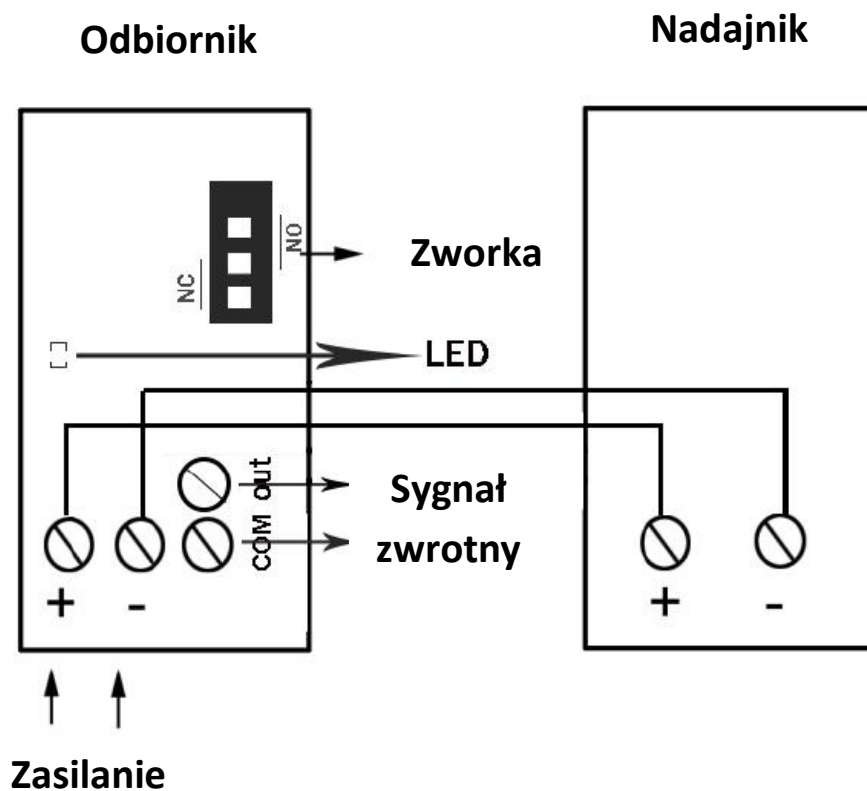 Odbiornik
Nadajnik
NO
Zworka
NC
LED
out
Sygnał
COM
zwrotny
+ -
+ -
Zasilanie